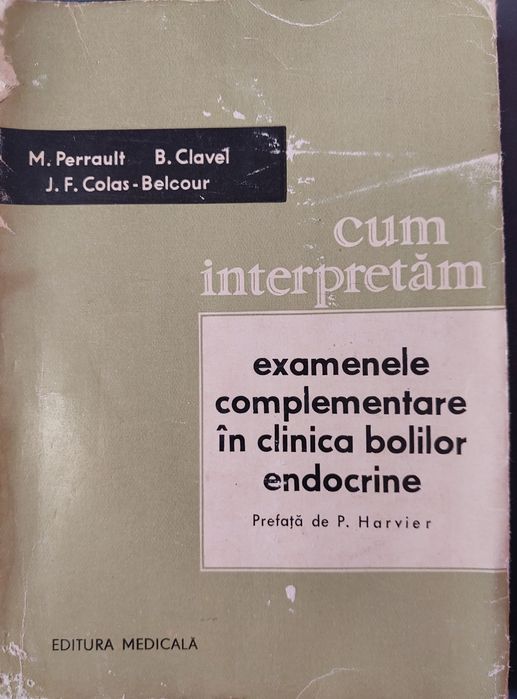 M. Perrault B. Clavel
J. F. Colas-Belcour
cum
interpretăm
examenele
complementare
în clinica bolilor
endocrine
Prefață de P. Harvier
EDITURA MEDICALĂ